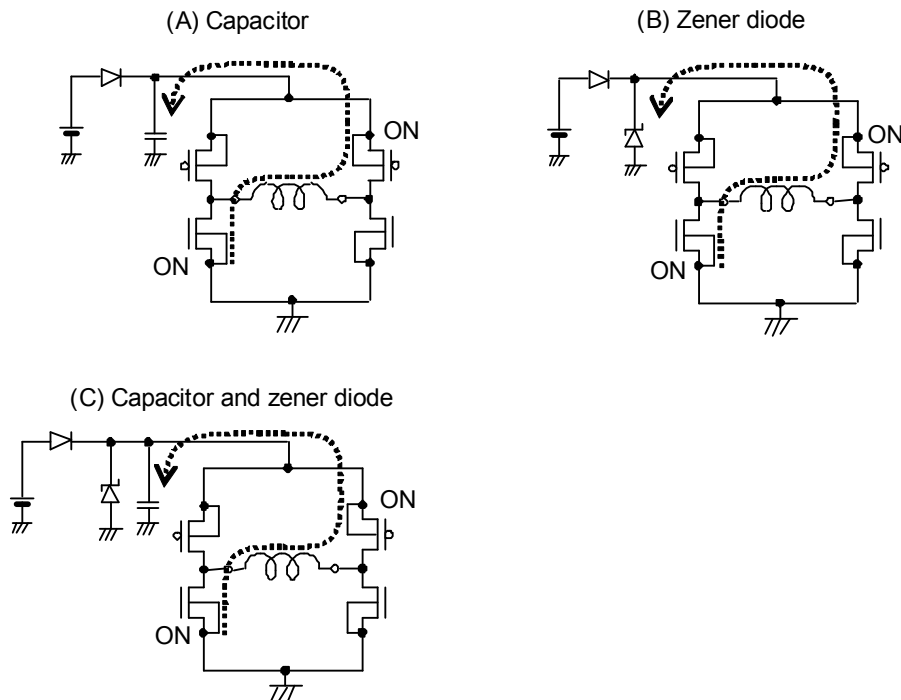 (A) Capacitor
(B) Zener diode
ON
ON
ON
ON
(C) Capacitor and zener diode
ON
ON